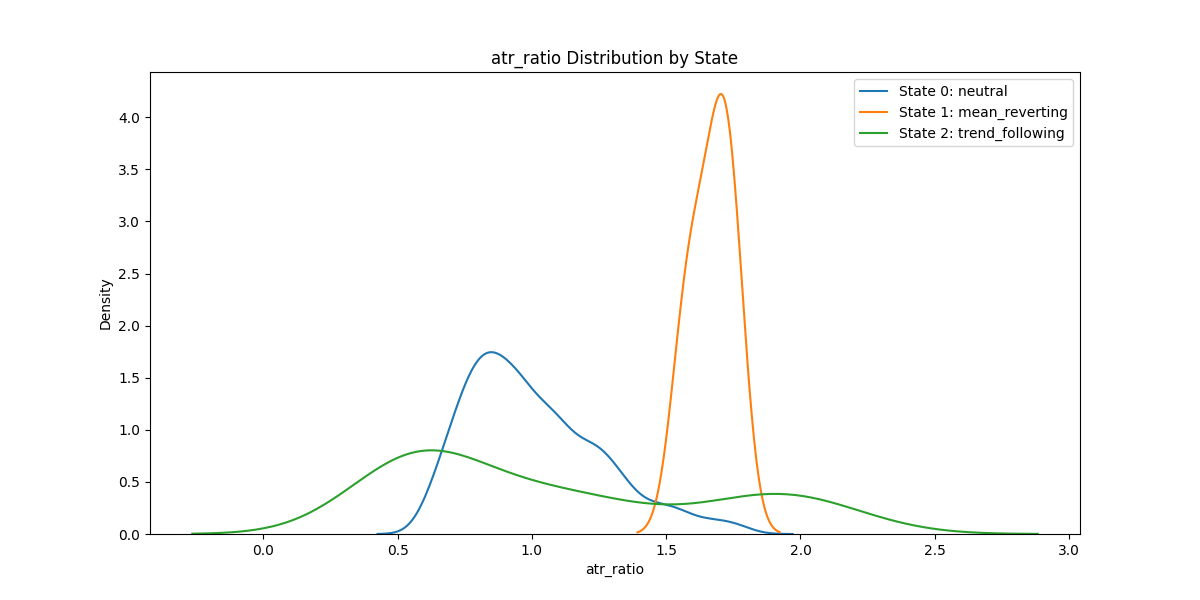 atr_ratio Distribution by State
State 0: neutral
State 1: mean_reverting
State 2: trend_following
Density
4.0
3.5
3.0
2.5
2.0
1.5
1.0
0.5
0.0
0.0 0.5 1.0 1.5 2.0 2.5 3.0
atr_ratio